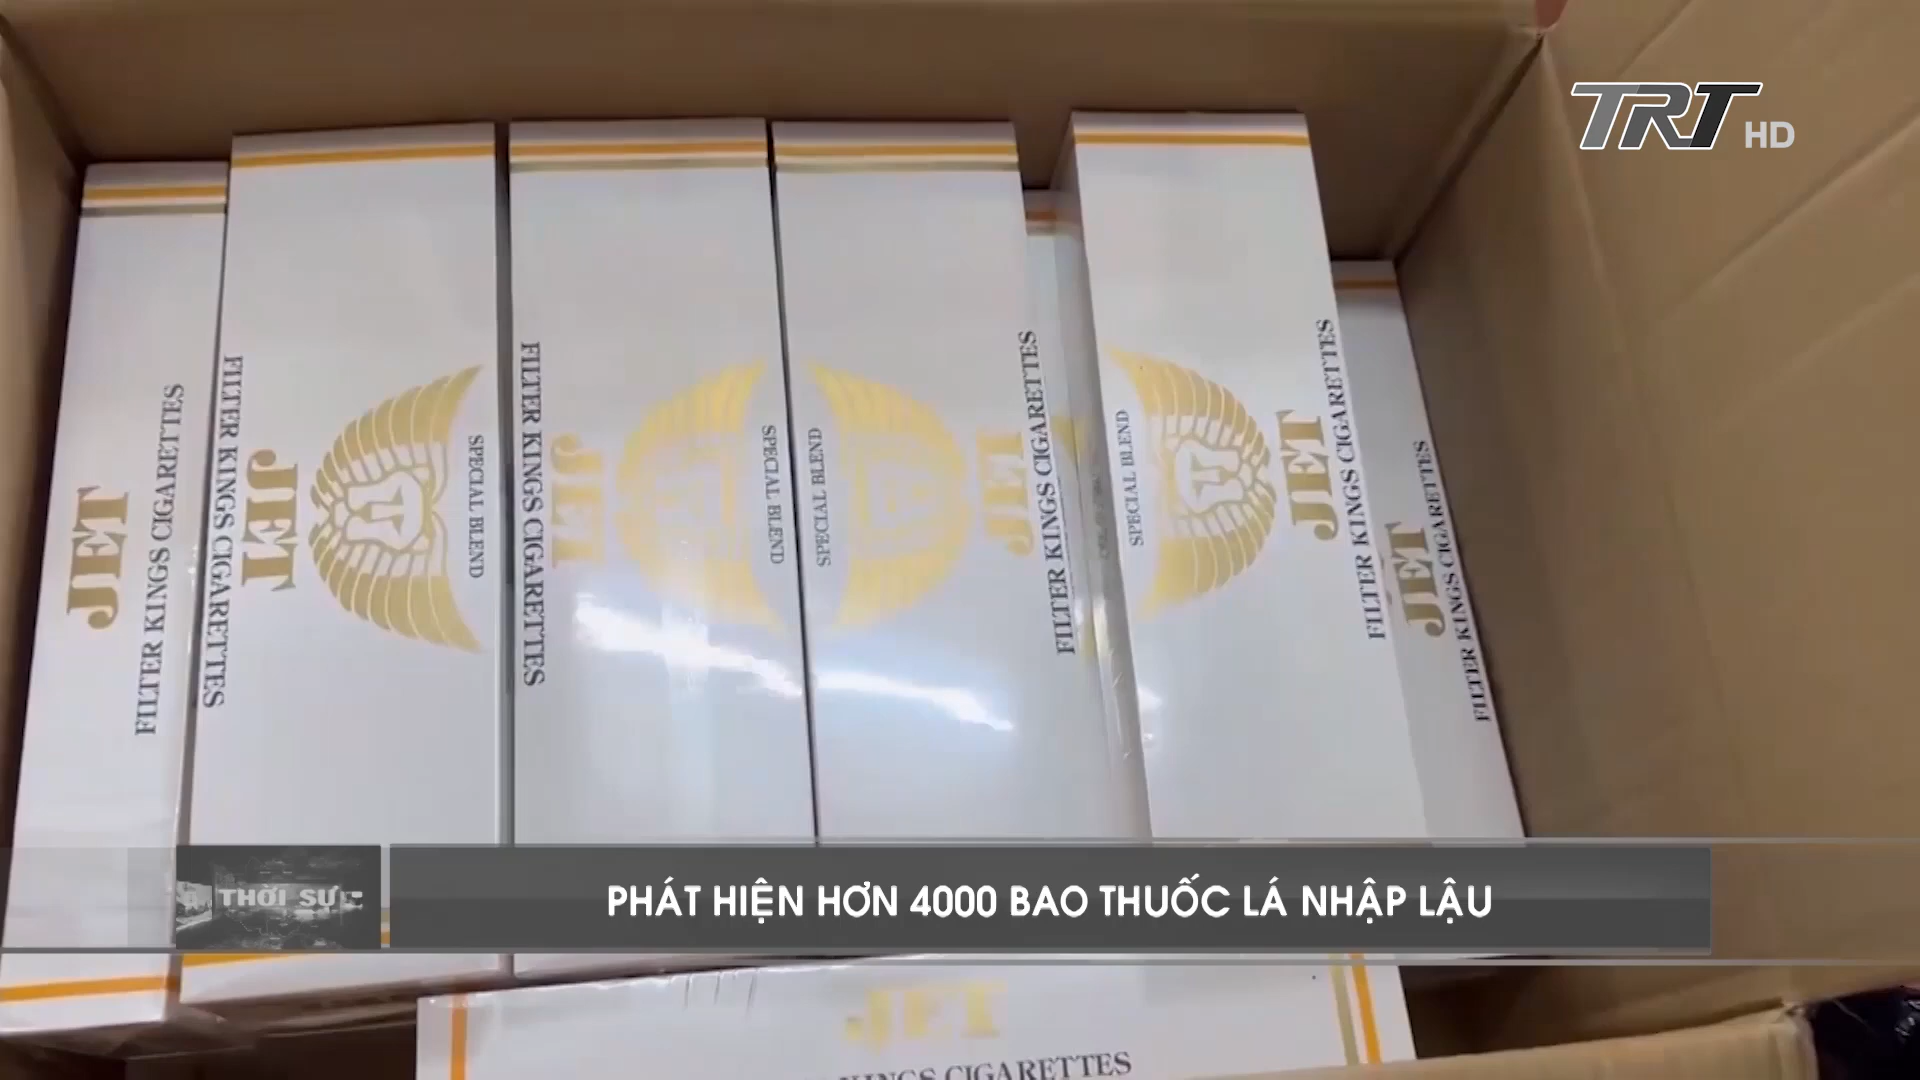 TRT HD
JET
FILTER KINGS CIGARETTES
FILTER KINGS CIGARETTES
JET
SPECIAL BLEND
FILTER KINGS CIGARETTES
JET
SPECIAL BLEND
SPECIAL BLEND
JET
FILTER KINGS CIGARETTES
SPECIAL BLEND
JET
FILTER KINGS CIGARETTES
JET
FILTER KINGS CIGARETTES
THỜI SỰ
PHÁT HIỆN HƠN 4000 BAO THUỐC LÁ NHẬP LẬU
JET
KINGS CIGARETTES